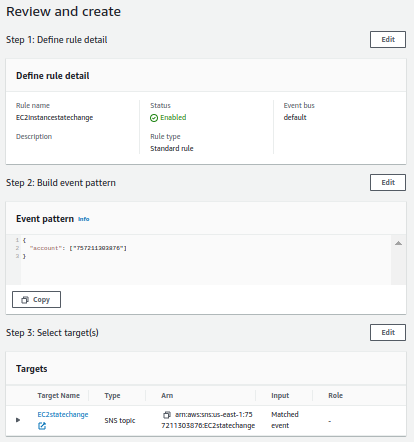 Review and create
Step 1: Define rule detail
Edit
Define rule detail
Rule name
EC2Instancestatechange
Status
Enabled
Event bus
default
Description
Rule type
Standard rule
Step 2: Build event pattern
Edit
Event pattern Info
1 {
2 "account": ["757211303876"]
3 }
Copy
Step 3: Select target(s)
Edit
Targets
Target Name Type Arn Input Role
EC2statechange SNS topic arn:aws:sns:us-east-1:75
7211303876:EC2statechange Matched
event -